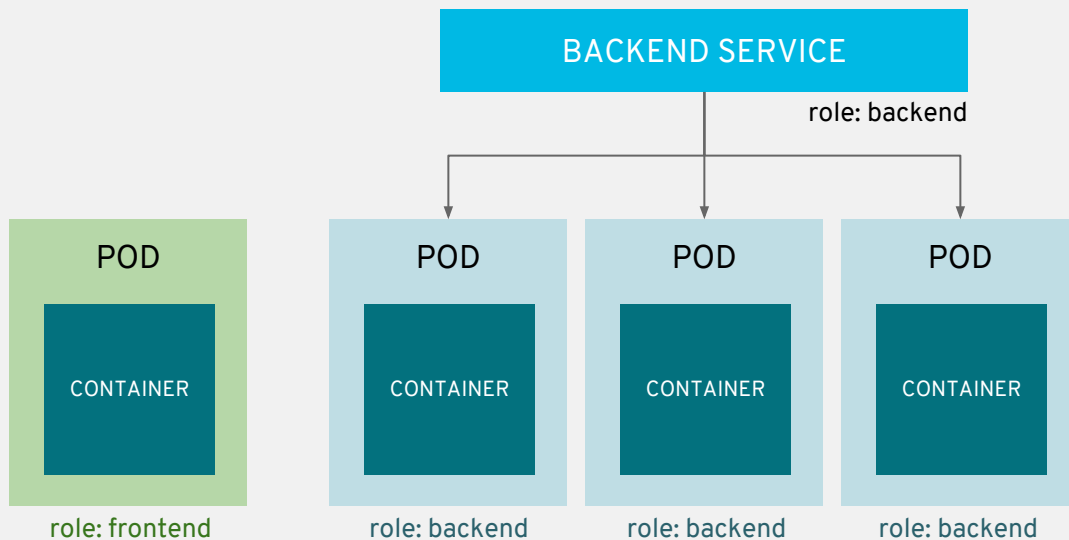 BACKEND SERVICE
role: backend
POD
CONTAINER
role: frontend
POD
CONTAINER
role: backend
POD
CONTAINER
role: backend
POD
CONTAINER
role: backend